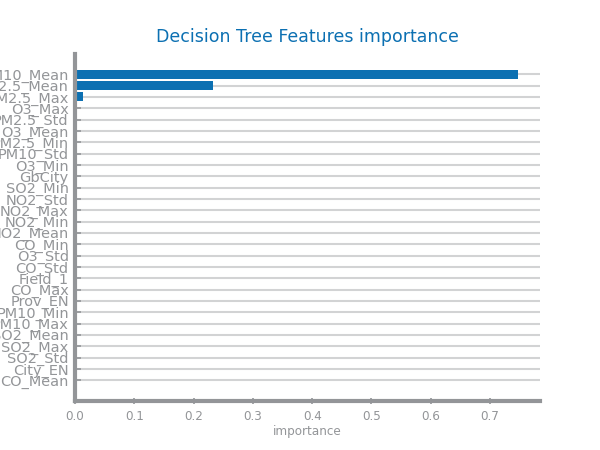 Decision Tree Features importance
M10_Mean
2.5_Mean
M2.5_Max
O3_Max
PM2.5_Std
O3_Mean
M2.5_Min
PM10_Std
O3_Min
GbCity
SO2_Min
NO2_Std
NO2_Max
NO2_Min
NO2_Mean
CO_Min
O3_Std
CO_Std
Field_1
CO_Max
Prov_EN
PM10_Min
M10_Max
SO2_Mean
SO2_Max
SO2_Std
City_EN
CO_Mean
0.0 0.1 0.2 0.3 0.4 0.5 0.6 0.7
importance